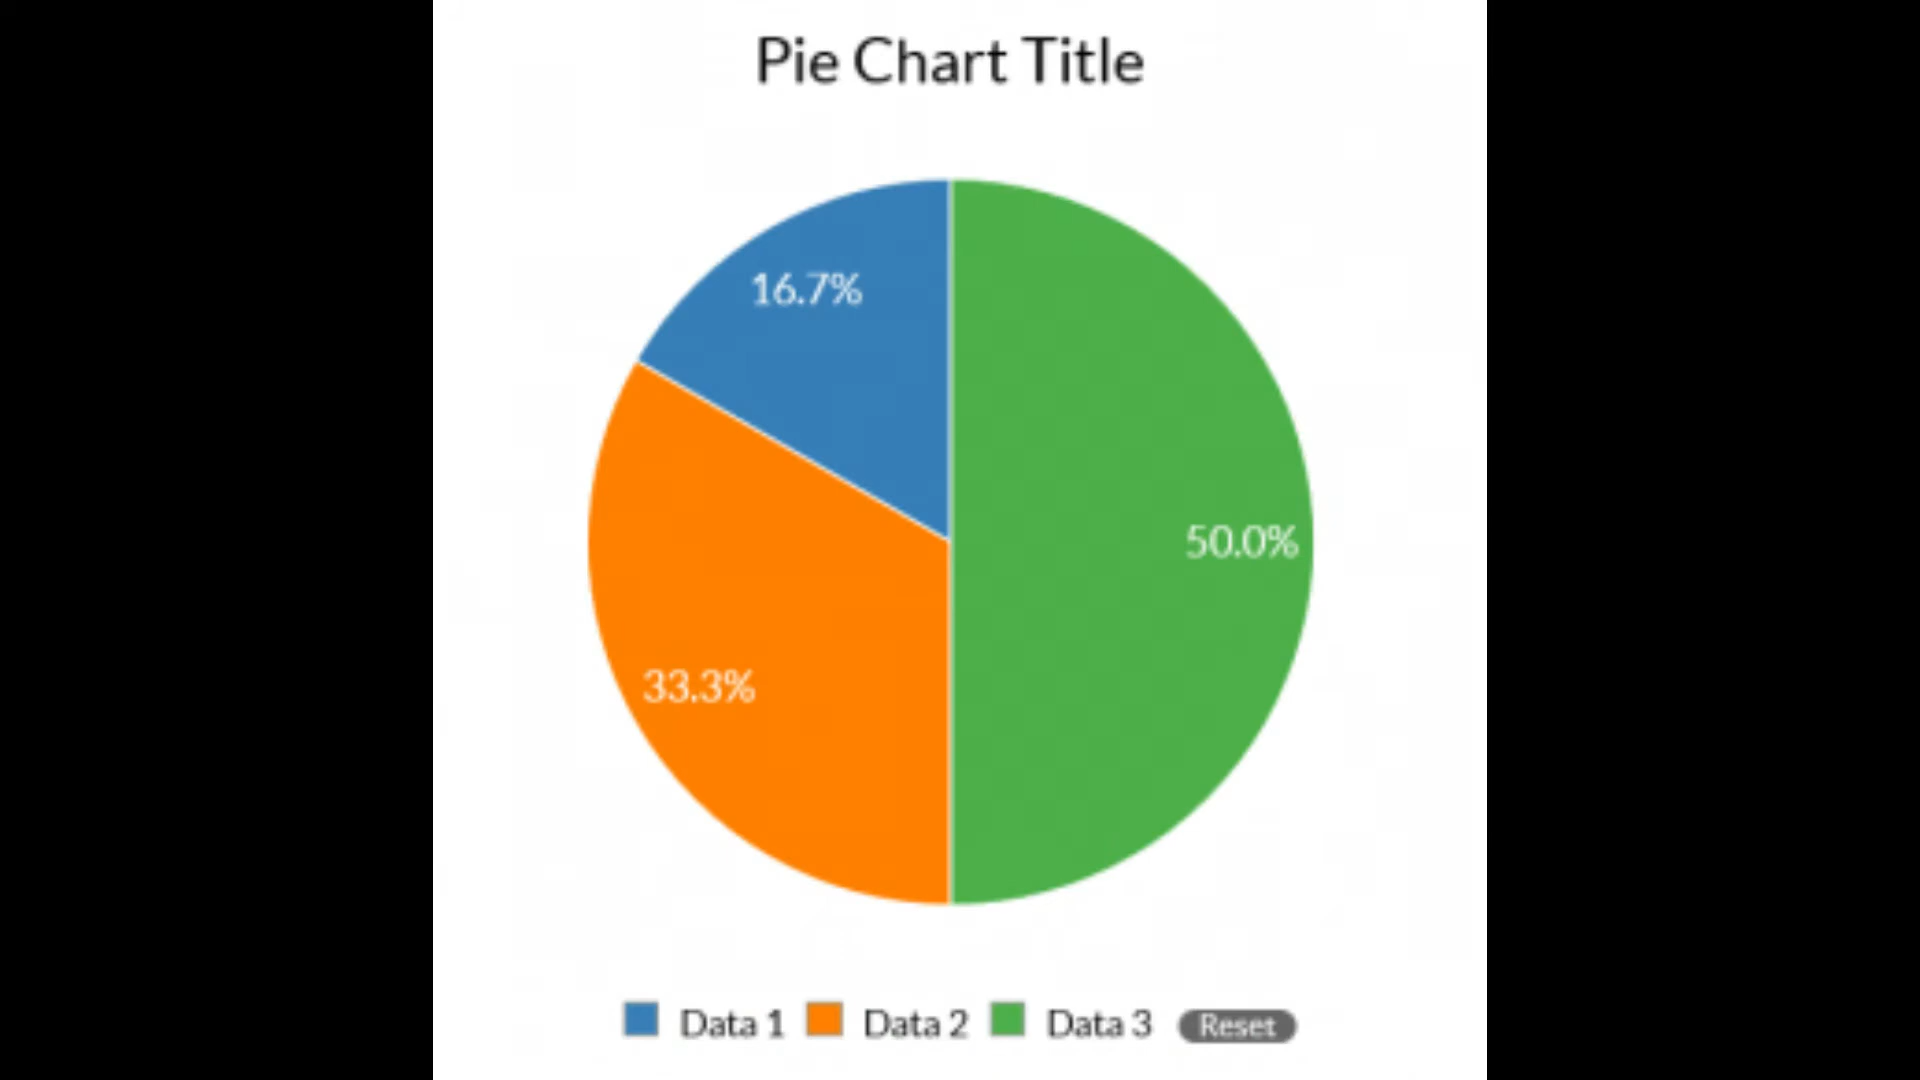 Pie Chart Title
16.7%
50.0%
33.3%
Data 1 Data 2 Data 3 Reset